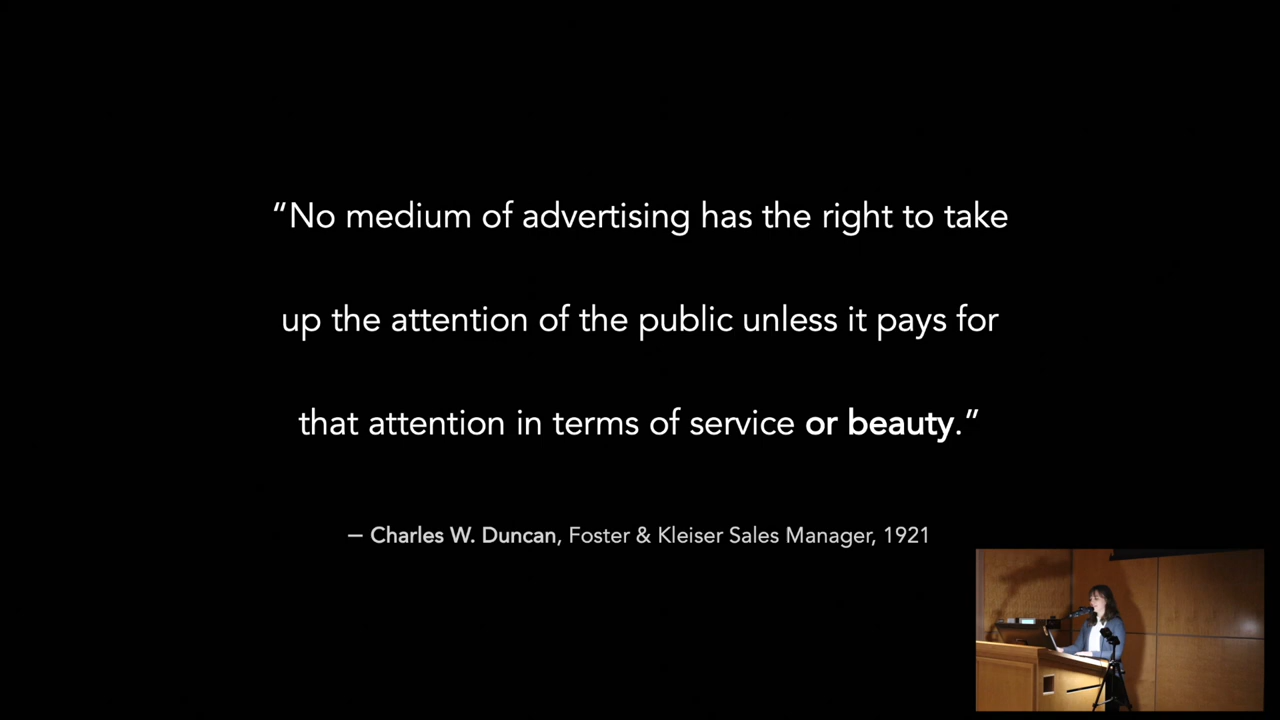 “No medium of advertising has the right to take
up the attention of the public unless it pays for
that attention in terms of service or beauty.”
— Charles W. Duncan, Foster & Kleiser Sales Manager, 1921